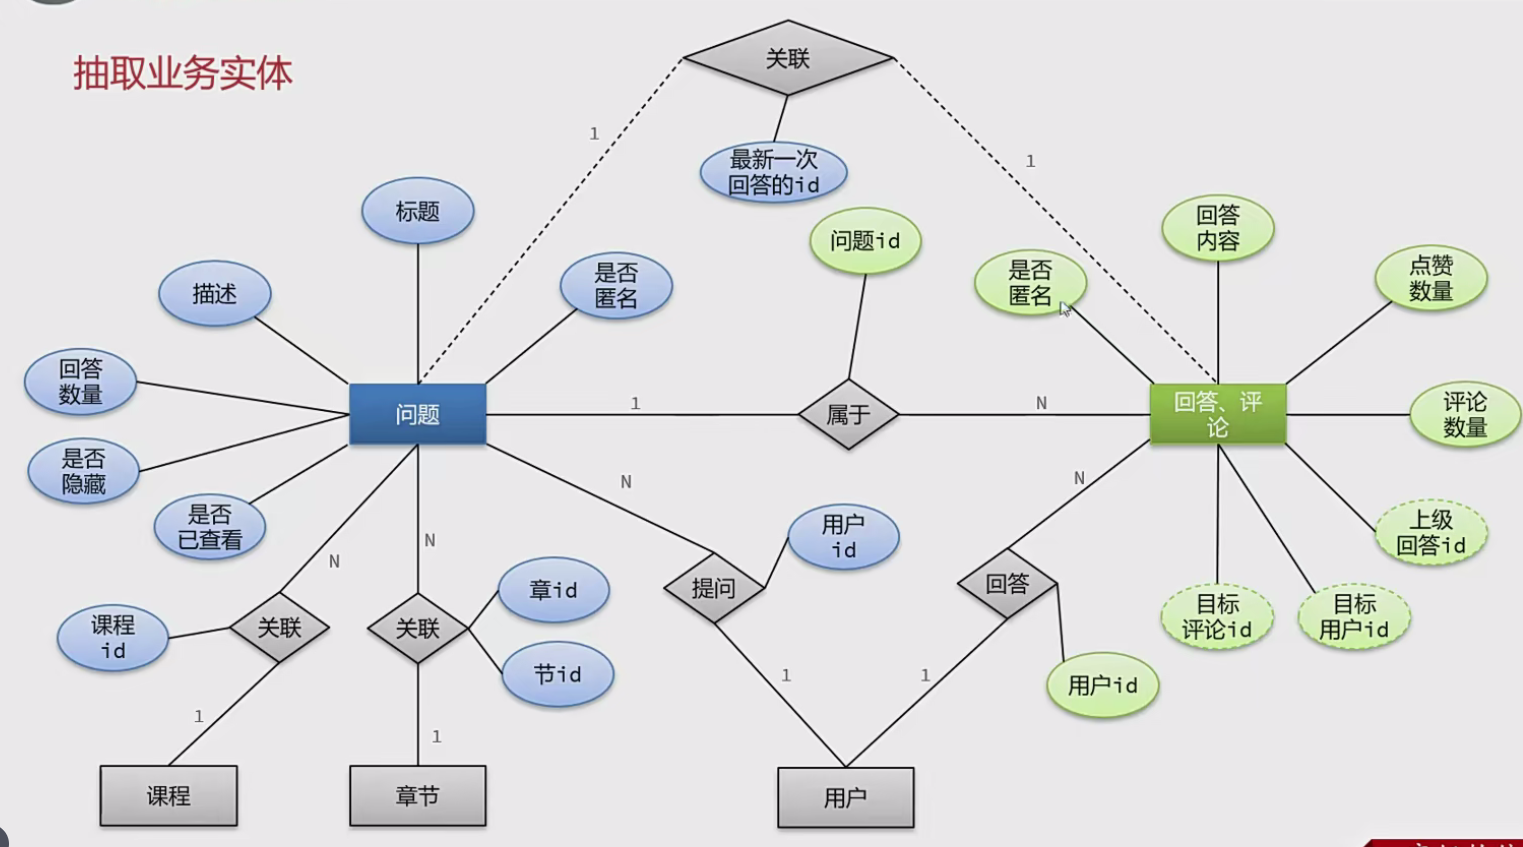 抽取业务实体
关联
1
1
最新一次
回答的id
标题
问题id
回答
内容
描述
是否
匿名
是否
匿名
点赞
数量
回答
数量
问题
1
属于
N
回答、评
论
评论
数量
是否
隐藏
是否
已查看
N
N
用户
id
上级
回答id
N
N
章id
提问
回答
目标
评论id
目标
用户id
课程
id
关联
关联
节id
用户id
1
1
1
1
课程
章节
用户